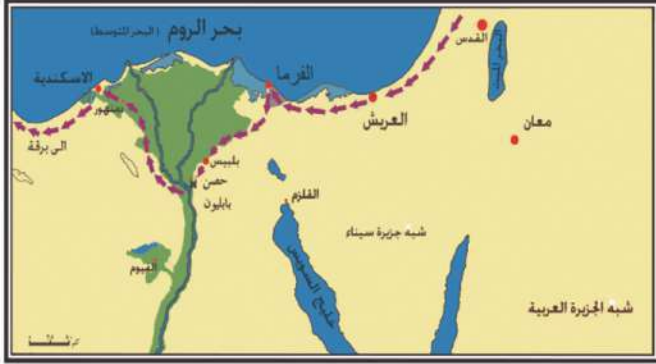 بحر الروم (البحر المتوسط)
القدس
البحر الميت
الاسكندرية
الفرما
دمنهور
العريش
معان
الى برقة
بلبيس
حصن
بابليون
القلزم
شبه جزيرة سيناء
الفيوم
خليج السويس
شبه الجزيرة العربية